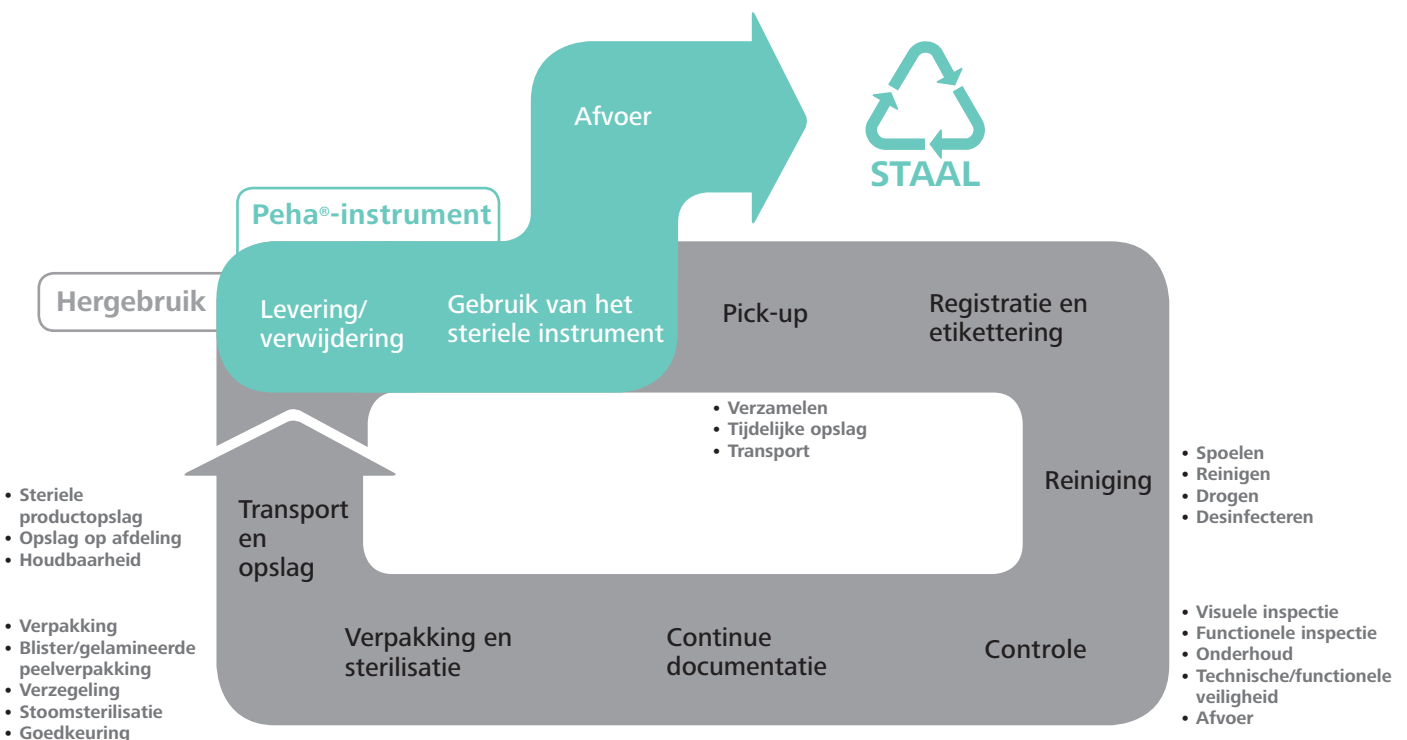 Afvoer
STAAL
Peha®-instrument
Hergebruik
Levering/
verwijdering
Gebruik van het
steriele instrument
Pick-up
Registratie en
etikettering
• Verzamelen
• Tijdelijke opslag
• Transport
Reiniging
• Spoelen
• Reinigen
• Drogen
• Desinfecteren
• Steriele
productopslag
• Opslag op afdeling
• Houdbaarheid
Transport
en
opslag
• Verpakking
• Blister/gelamineerde
peelverpakking
• Verzegeling
• Stoomsterilisatie
• Goedkeuring
Verpakking en
sterilisatie
Continue
documentatie
Controle
• Visuele inspectie
• Functionele inspectie
• Onderhoud
• Technische/functionele
veiligheid
• Afvoer